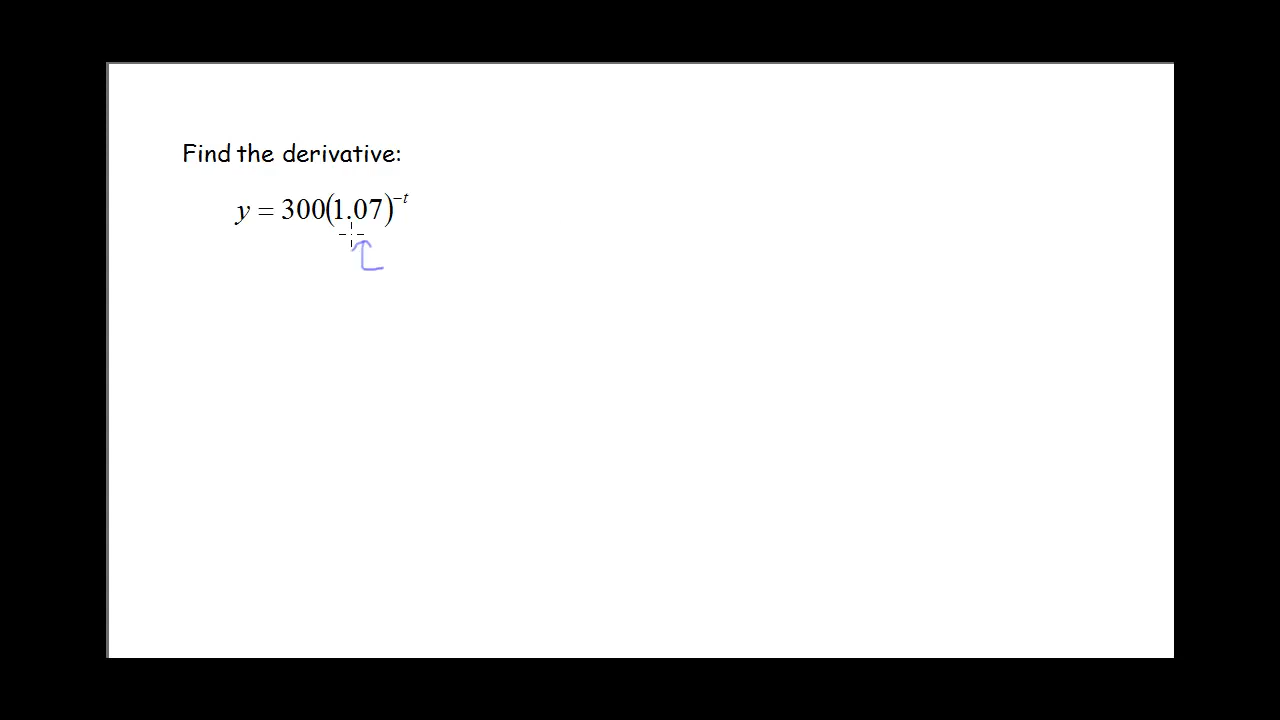 Find the derivative:
y = 300(1.07)^{-t}